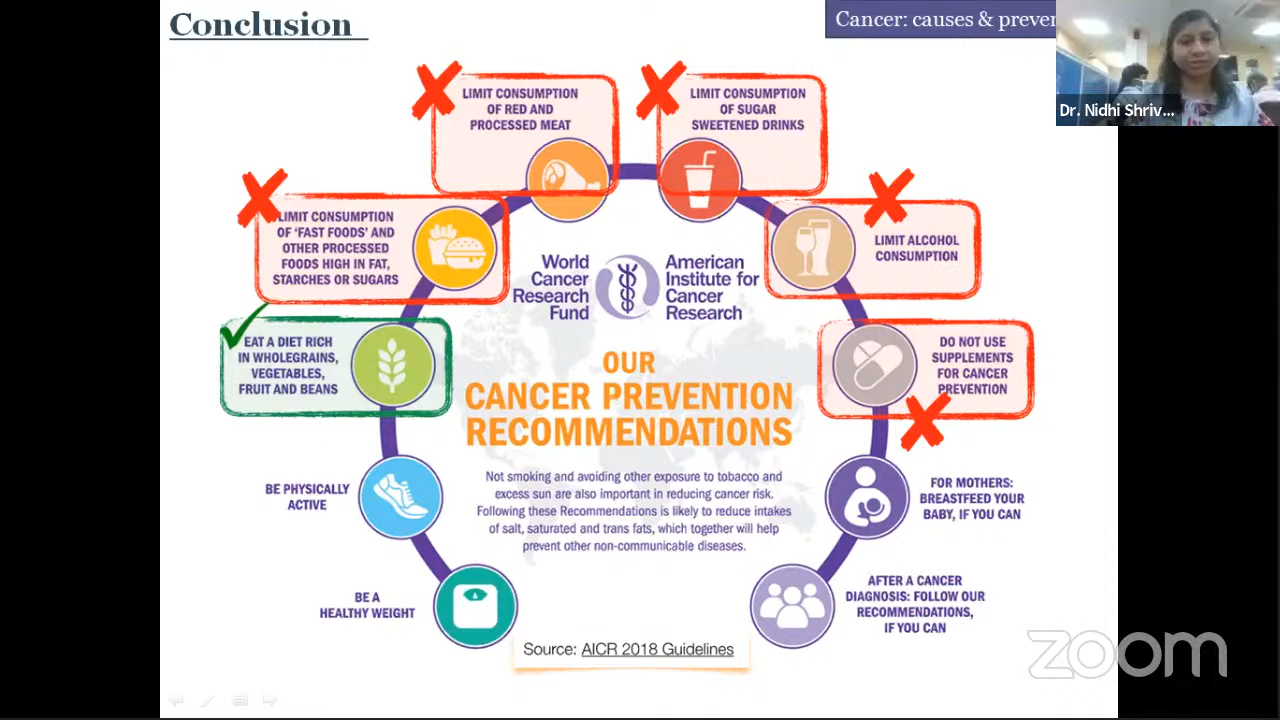 Conclusion
Cancer: causes & preven
Dr. Nidhi Shriv...
LIMIT CONSUMPTION
OF RED AND
PROCESSED MEAT
LIMIT CONSUMPTION
OF SUGAR
SWEETENED DRINKS
LIMIT CONSUMPTION
OF ‘FAST FOODS’ AND
OTHER PROCESSED
FOODS HIGH IN FAT,
STARCHES OR SUGARS
LIMIT ALCOHOL
CONSUMPTION
World
Cancer
Research
Fund
American
Institute for
Cancer
Research
EAT A DIET RICH
IN WHOLEGRAINS,
VEGETABLES,
FRUIT AND BEANS
DO NOT USE
SUPPLEMENTS
FOR CANCER
PREVENTION
OUR
CANCER PREVENTION
RECOMMENDATIONS
Not smoking and avoiding other exposure to tobacco and
excess sun are also important in reducing cancer risk.
Following these Recommendations is likely to reduce intakes
of salt, saturated and trans fats, which together will help
prevent other non-communicable diseases.
BE PHYSICALLY
ACTIVE
FOR MOTHERS:
BREASTFEED YOUR
BABY, IF YOU CAN
BE A
HEALTHY WEIGHT
AFTER A CANCER
DIAGNOSIS: FOLLOW OUR
RECOMMENDATIONS,
IF YOU CAN
Source: AICR 2018 Guidelines
zoom